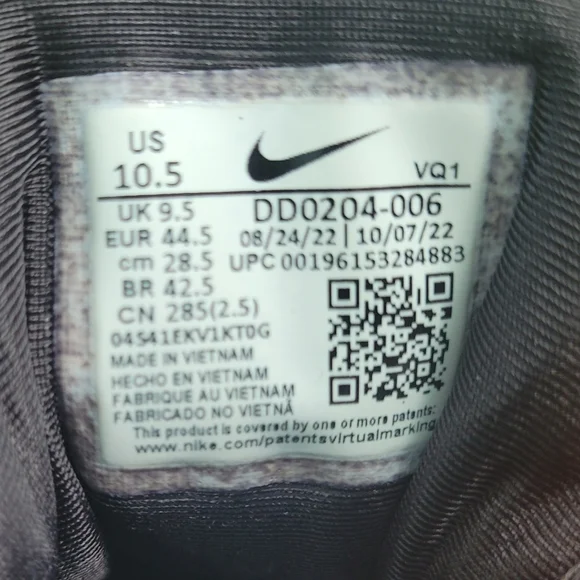 US
10.5
VQ1
UK 9.5
DD0204-006
EUR 44.5
08/24/22 | 10/07/22
cm 28.5
UPC 00196153284883
BR 42.5
CN 285(2.5)
04S41EKV1KT0G
MADE IN VIETNAM
HECHO EN VIETNAM
FABRIQUE AU VIETNAM
FABRICADO NO VIETNÃ
This product is covered by one or more patents:
www.nike.com/patentsvirtualmarking